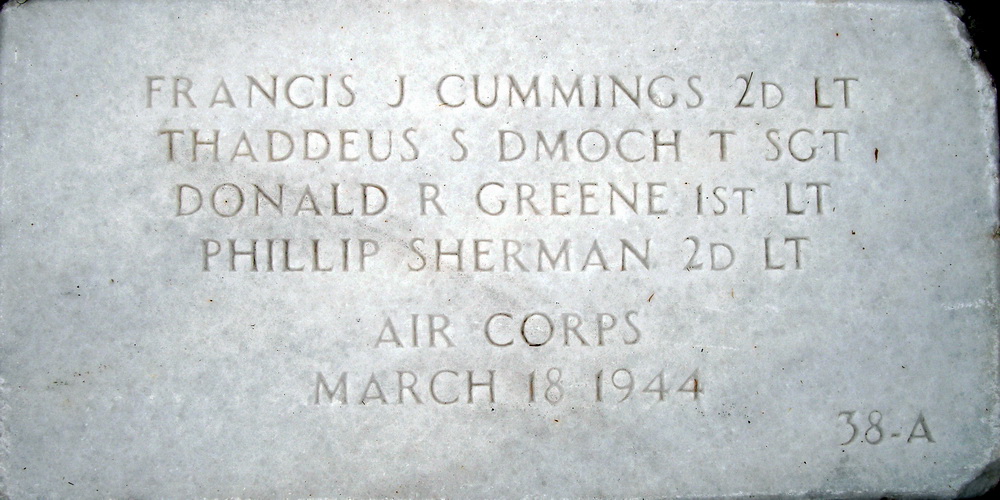 FRANCIS J CUMMINGS 2D LT
THADDEUS S DMOCH T SGT
DONALD R GREENE 1ST LT
PHILLIP SHERMAN 2D LT
AIR CORPS
MARCH 18 1944
38-A